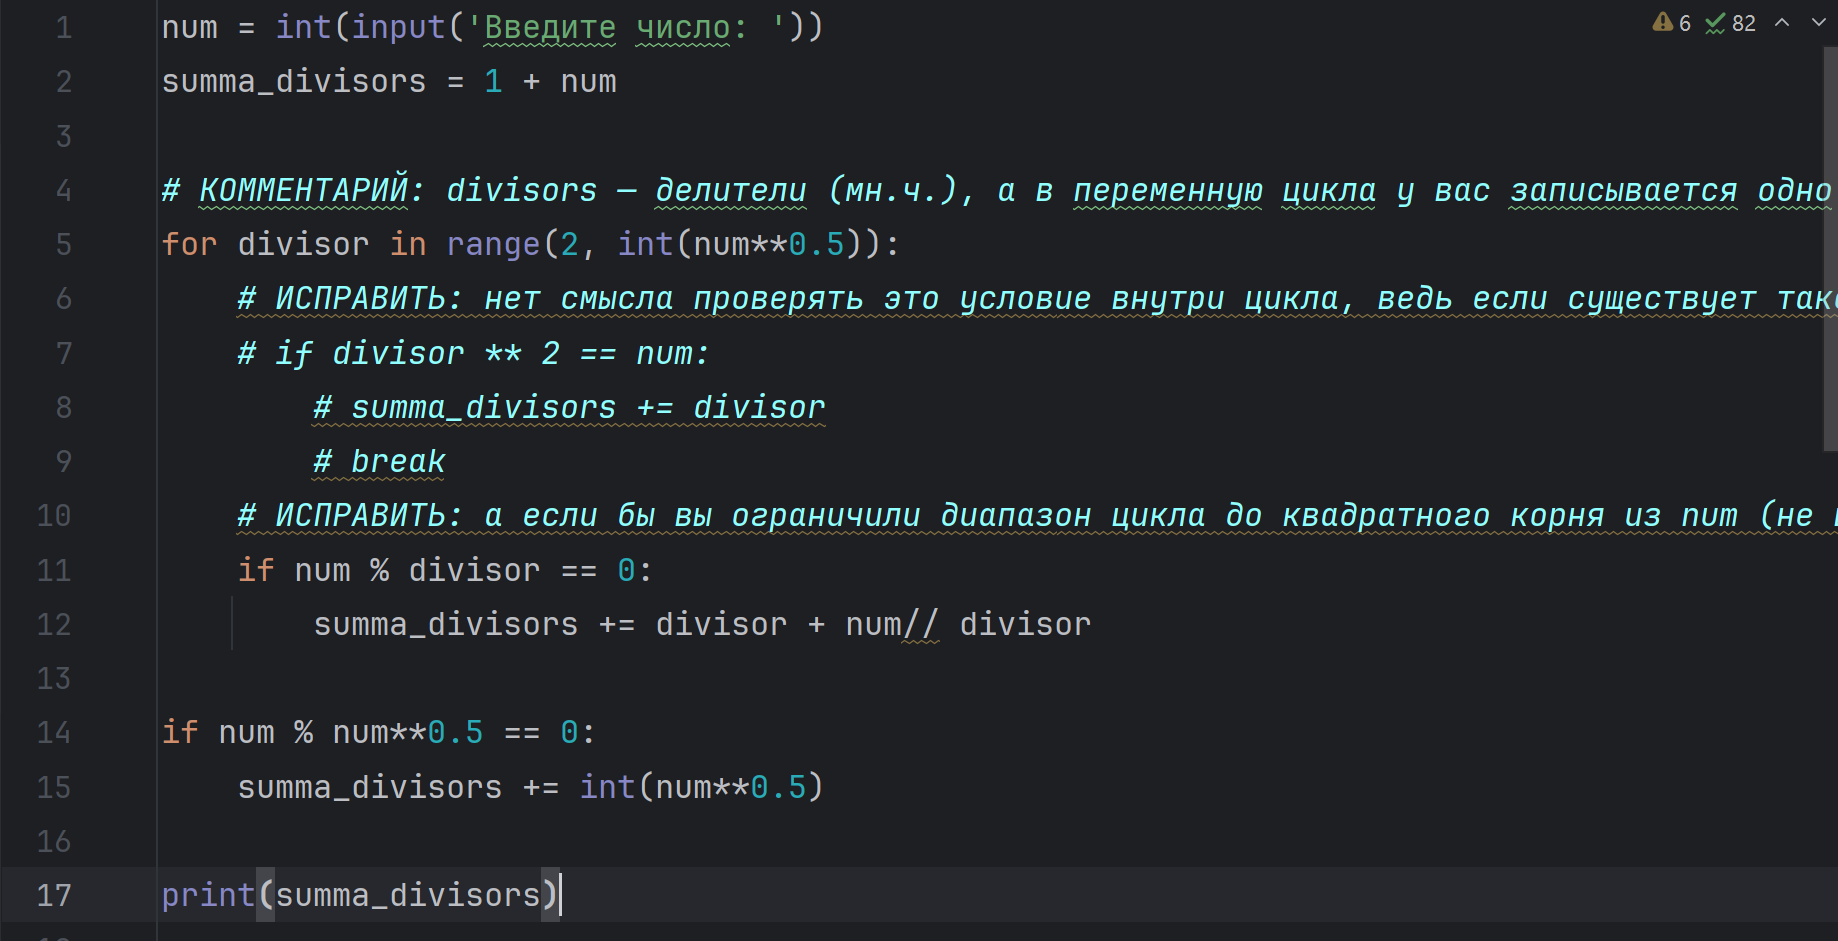 6 82
1 num = int(input('Введите число: '))
2 summa_divisors = 1 + num
3
4 # КОММЕНТАРИЙ: divisors — делители (мн.ч.), а в переменную цикла у вас записывается одно
5 for divisor in range(2, int(num**0.5)):
6 # ИСПРАВИТЬ: нет смысла проверять это условие внутри цикла, ведь если существует
7 # if divisor ** 2 == num:
8 # summa_divisors += divisor
9 # break
10 # ИСПРАВИТЬ: а если бы вы ограничили диапазон цикла до квадратного корня из num (не
11 if num % divisor == 0:
12 summa_divisors += divisor + num// divisor
13
14 if num % num**0.5 == 0:
15 summa_divisors += int(num**0.5)
16
17 print(summa_divisors)